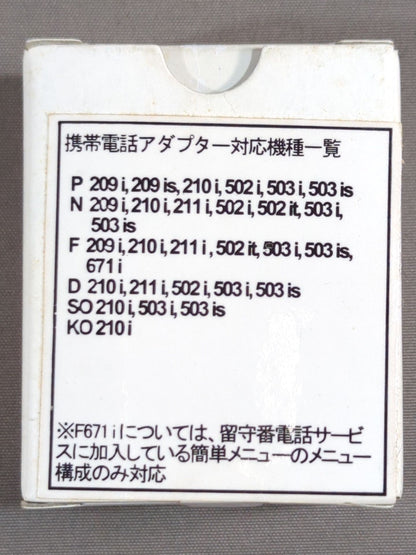 携帯電話アダプター対応機種一覧
P 209 i, 209 is, 210 i, 502 i, 503 i, 503 is
N 209 i, 210 i, 211 i, 502 i, 502 it, 503 i,
503 is
F 209 i, 210 i, 211 i , 502 it, 503 i, 503 is,
671 i
D 210 i, 211 i, 502 i, 503 i, 503 is
SO 210 i, 503 i, 503 is
KO 210 i
※F671 i については、留守番電話サービ
スに加入している簡単メニューのメニュー
構成のみ対応